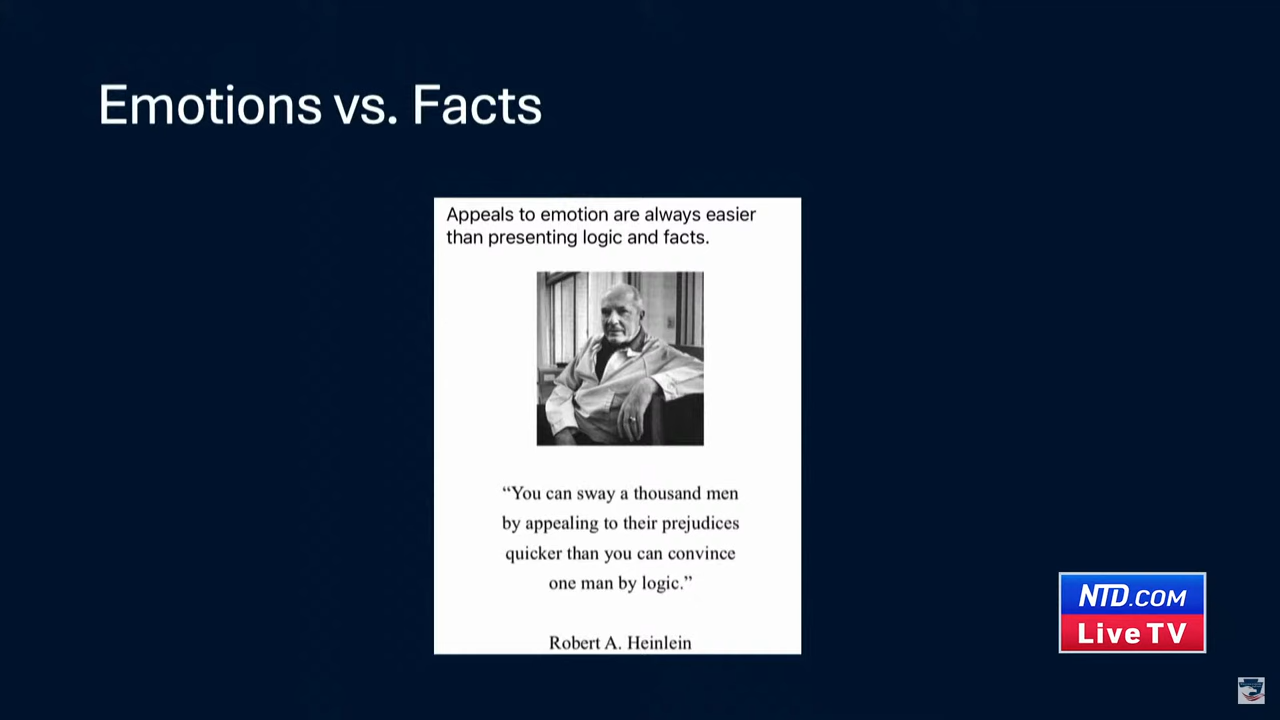 Emotions vs. Facts
Appeals to emotion are always easier
than presenting logic and facts.
“You can sway a thousand men
by appealing to their prejudices
quicker than you can convince
one man by logic.”
Robert A. Heinlein
NTD.COM
Live TV